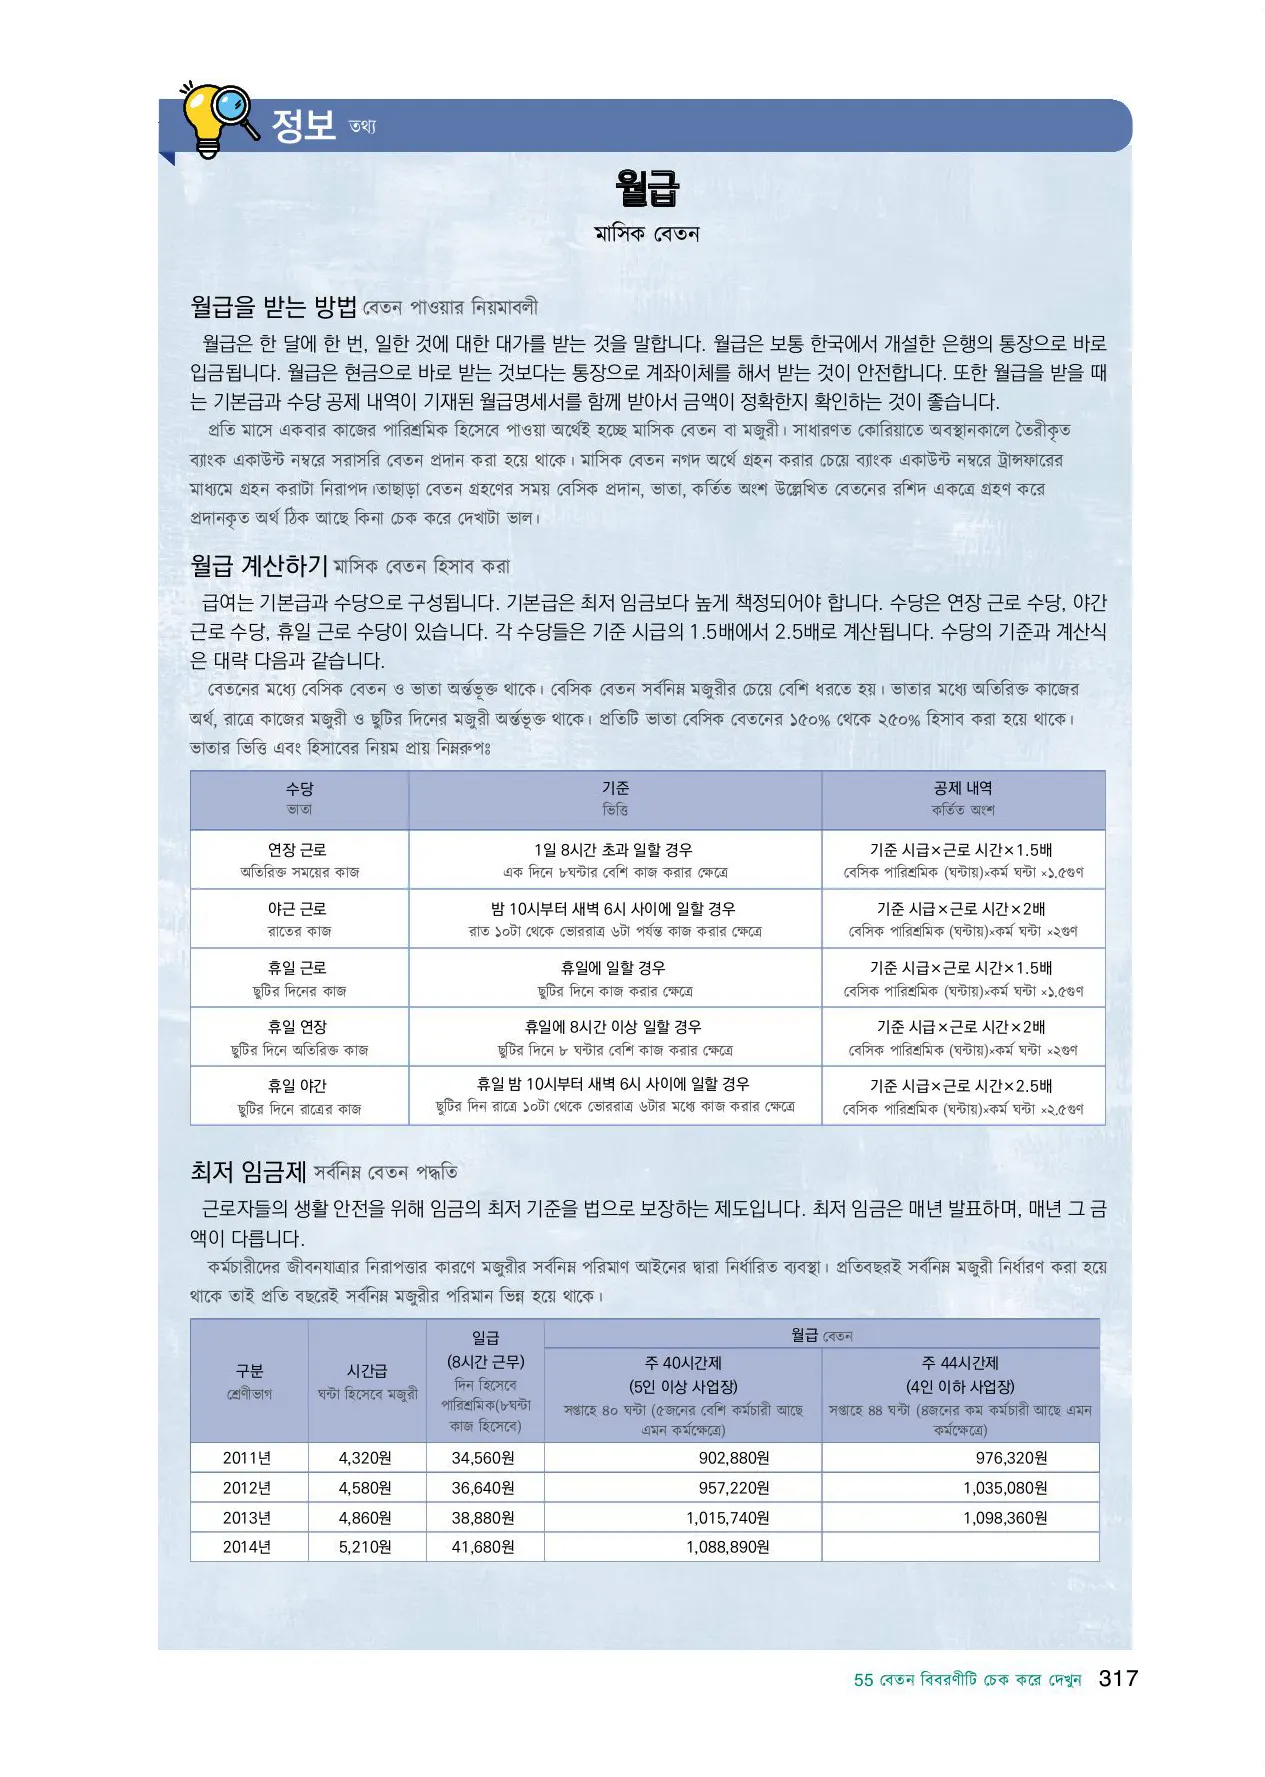 정보 তথ্য
월급
মাসিক বেতন
월급을 받는 방법 বেতন পাওয়ার নিয়মাবলী
월급은 한 달에 한 번, 일한 것에 대한 대가를 받는 것을 말합니다. 월급은 보통 한국에서 개설한 은행의 통장으로 바로
입금됩니다. 월급은 현금으로 바로 받는 것보다는 통장으로 계좌이체를 해서 받는 것이 안전합니다. 또한 월급을 받을 때
는 기본급과 수당 공제 내역이 기재된 월급명세서를 함께 받아서 금액이 정확한지 확인하는 것이 좋습니다.
প্রতি মাসে একবার কাজের পারিশ্রমিক হিসেবে পাওয়া অর্থেই হচ্ছে মাসিক বেতন বা মজুরী। সাধারণত কোরিয়াতে অবস্থানকালে তৈরীকৃত
ব্যাংক একাউন্ট নম্বরে সরাসরি বেতন প্রদান করা হয়ে থাকে। মাসিক বেতন নগদ অর্থে গ্রহন করার চেয়ে ব্যাংক একাউন্ট নম্বরে ট্রান্সফারের
মাধ্যমে গ্রহন করাটা নিরাপদ।তাছাড়া বেতন গ্রহণের সময় বেসিক প্রদান, ভাতা, কর্তিত অংশ উল্লেখিত বেতনের রশিদ একত্রে গ্রহণ করে
প্রদানকৃত অর্থ ঠিক আছে কিনা চেক করে দেখাটা ভাল।
월급 계산하기 মাসিক বেতন হিসাব করা
급여는 기본급과 수당으로 구성됩니다. 기본급은 최저 임금보다 높게 책정되어야 합니다. 수당은 연장 근로 수당, 야간
근로 수당, 휴일 근로 수당이 있습니다. 각 수당들은 기준 시급의 1.5배에서 2.5배로 계산됩니다. 수당의 기준과 계산식
은 대략 다음과 같습니다.
বেতনের মধ্যে বেসিক বেতন ও ভাতা অর্ন্তভূক্ত থাকে। বেসিক বেতন সর্বনিম্ন মজুরীর চেয়ে বেশি ধরতে হয়। ভাতার মধ্যে অতিরিক্ত কাজের
অর্থ, রাত্রে কাজের মজুরী ও ছুটির দিনের মজুরী অর্ন্তভূক্ত থাকে। প্রতিটি ভাতা বেসিক বেতনের ১৫০% থেকে ২৫০% হিসাব করা হয়ে থাকে।
ভাতার ভিত্তি এবং হিসাবের নিয়ম প্রায় নিম্নরুপঃ
수당 기준 공제 내역
ভাতা ভিত্তি কর্তিত অংশ
연장 근로 1일 8시간 초과 일할 경우 기준 시급×근로 시간×1.5배
অতিরিক্ত সময়ের কাজ এক দিনে ৮ঘন্টার বেশি কাজ করার ক্ষেত্রে বেসিক পারিশ্রমিক (ঘন্টায়)×কর্ম ঘন্টা ×১.৫গুণ
야근 근로 밤 10시부터 새벽 6시 사이에 일할 경우 기준 시급×근로 시간×2배
রাতের কাজ রাত ১০টা থেকে ভোররাত্র ৬টা পর্যন্ত কাজ করার ক্ষেত্রে বেসিক পারিশ্রমিক (ঘন্টায়)×কর্ম ঘন্টা ×২গুণ
휴일 근로 휴일에 일할 경우 기준 시급×근로 시간×1.5배
ছুটির দিনের কাজ ছুটির দিনে কাজ করার ক্ষেত্রে বেসিক পারিশ্রমিক (ঘন্টায়)×কর্ম ঘন্টা ×১.৫গুণ
휴일 연장 휴일에 8시간 이상 일할 경우 기준 시급×근로 시간×2배
ছুটির দিনে অতিরিক্ত কাজ ছুটির দিনে ৮ ঘন্টার বেশি কাজ করার ক্ষেত্রে বেসিক পারিশ্রমিক (ঘন্টায়)×কর্ম ঘন্টা ×২গুণ
휴일 야간 휴일 밤 10시부터 새벽 6시 사이에 일할 경우 기준 시급×근로 시간×2.5배
ছুটির দিনে রাত্রের কাজ ছুটির দিন রাত্রে ১০টা থেকে ভোররাত্র ৬টার মধ্যে কাজ করার ক্ষেত্রে বেসিক পারিশ্রমিক (ঘন্টায়)×কর্ম ঘন্টা ×২.৫গুণ
최저 임금제 সর্বনিম্ন বেতন পদ্ধতি
근로자들의 생활 안전을 위해 임금의 최저 기준을 법으로 보장하는 제도입니다. 최저 임금은 매년 발표하며, 매년 그 금
액이 다릅니다.
কর্মচারীদের জীবনযাত্রার নিরাপত্তার কারণে মজুরীর সর্বনিম্ন পরিমাণ আইনের দ্বারা নির্ধারিত ব্যবস্থা। প্রতিবছরই সর্বনিম্ন মজুরী নির্ধারণ করা হয়ে
থাকে তাই প্রতি বছরেই সর্বনিম্ন মজুরীর পরিমান ভিন্ন হয়ে থাকে।
구분
শ্রেণীভাগ
시간급
ঘন্টা হিসেবে মজুরী
일급
(8시간 근무)
দিন হিসেবে
পারিশ্রমিক(৮ঘন্টা
কাজ হিসেবে)
월급 বেতন
주 40시간제
(5인 이상 사업장)
সপ্তাহে ৪০ ঘন্টা (৫জনের বেশি কর্মচারী আছে
এমন কর্মক্ষেত্রে)
주 44시간제
(4인 이하 사업장)
সপ্তাহে ৪৪ ঘন্টা (৪জনের কম কর্মচারী আছে এমন
কর্মক্ষেত্রে)
2011년 4,320원 34,560원 902,880원 976,320원
2012년 4,580원 36,640원 957,220원 1,035,080원
2013년 4,860원 38,880원 1,015,740원 1,098,360원
2014년 5,210원 41,680원 1,088,890원
55 বেতন বিবরণীটি চেক করে দেখুন 317